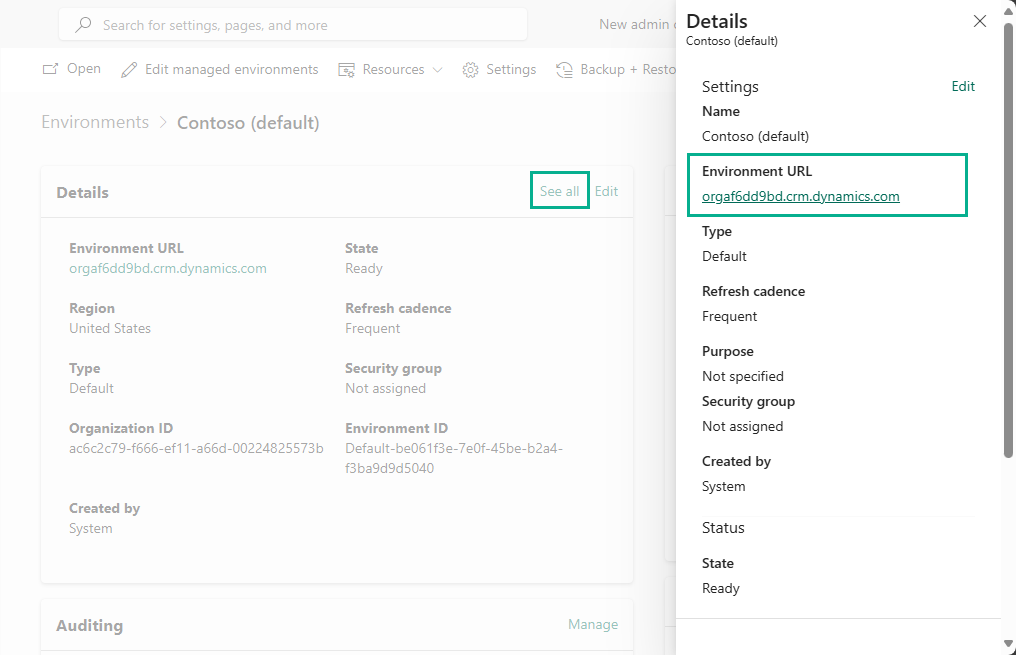 Search for settings, pages, and more
New admin
Open
Edit managed environments
Resources
Settings
Backup + Resto
Environments > Contoso (default)
Details
See all
Edit
Environment URL
orgaf6dd9bd.crm.dynamics.com
State
Ready
Region
United States
Refresh cadence
Frequent
Type
Default
Security group
Not assigned
Organization ID
ac6c2c79-f666-ef11-a66d-00224825573b
Environment ID
Default-be061f3e-7e0f-45be-b2a4-
f3ba9d9d5040
Created by
System
Auditing
Manage
Details
Contoso (default)
Settings
Edit
Name
Contoso (default)
Environment URL
orgaf6dd9bd.crm.dynamics.com
Type
Default
Refresh cadence
Frequent
Purpose
Not specified
Security group
Not assigned
Created by
System
Status
State
Ready